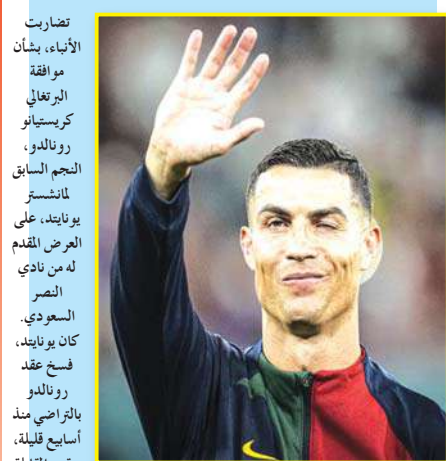 تضاربت
الأنباء، بشأن
موافقة
البرتغالي
كريستيانو
رونالدو،
النجم السابق
لمانشستر
يونايتد، على
العرض المقدم
له من نادي
النصر
السعودي.
كان يونايتد،
فسخ عقد
رونالدو
بالتراضي منذ
أسابيع قليلة،